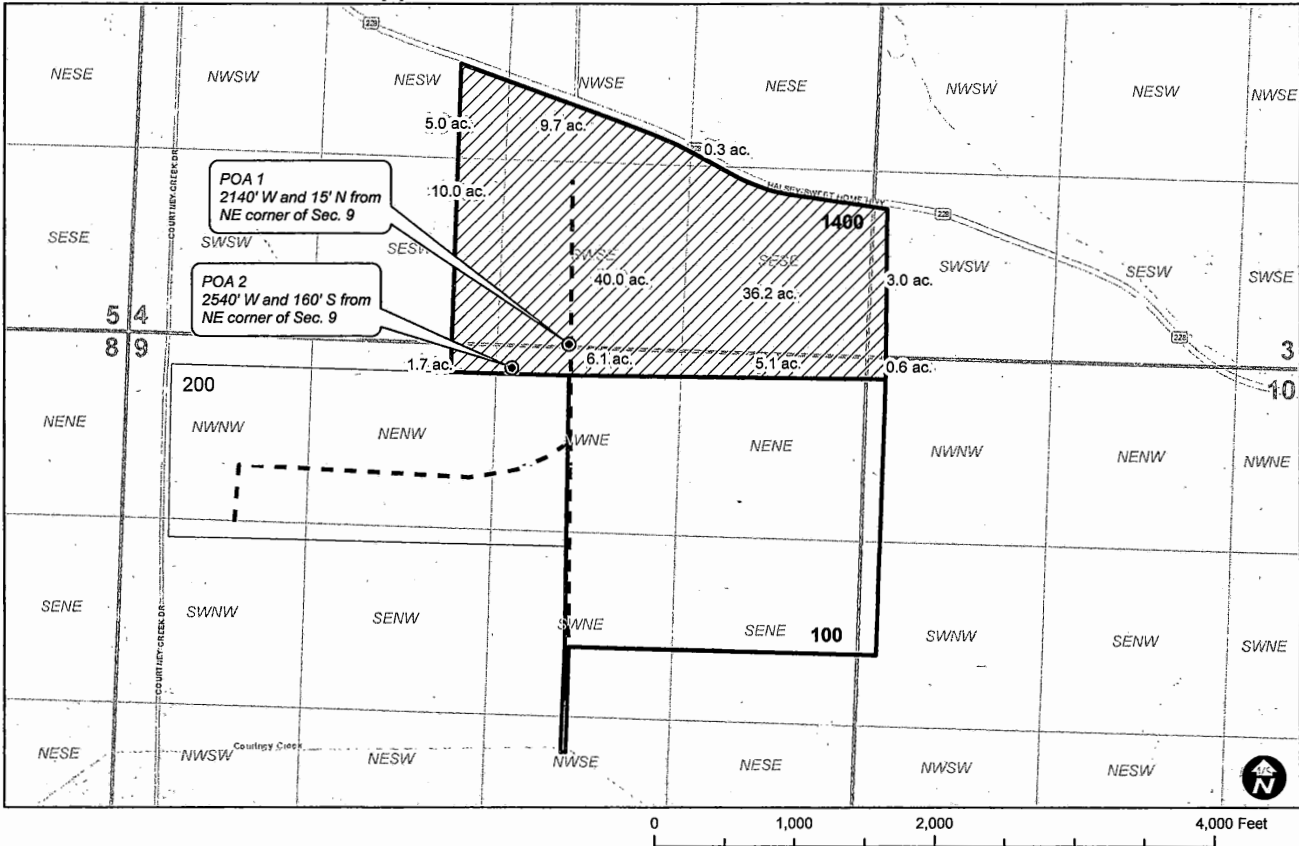 228
NESE
NWSW
NESW
NWSE
NESE
NWSW
NESW
NWSE
5.0 ac.
9.7 ac.
0.3 ac.
COURTNEY CREEK DR
POA 1
2140' W and 15' N from
NE corner of Sec. 9
10.0 ac.
HALSEY-SWEET HOME HWY
1400
228
SESE
SWSW
SESW
SWSE
40.0 ac.
SESE
36.2 ac.
3.0 ac.
SWSW
SESW
SWSE
POA 2
2540' W and 160' S from
NE corner of Sec. 9
5 4
8 9
228
3
10
1.7 ac.
6.1 ac.
5.1 ac.
0.6 ac.
200
NENE
NWNW
NENW
NWNE
NENE
NWNW
NENW
NWNE
SENE
SWNW
SENW
SWNE
SENE
100
SWNW
SENW
SWNE
COURTNEY CREEK DR
NESE
NWSW
Courtney Creek
NESW
NWSE
NESE
NWSW
NESW
N
0 1,000 2,000 4,000 Feet